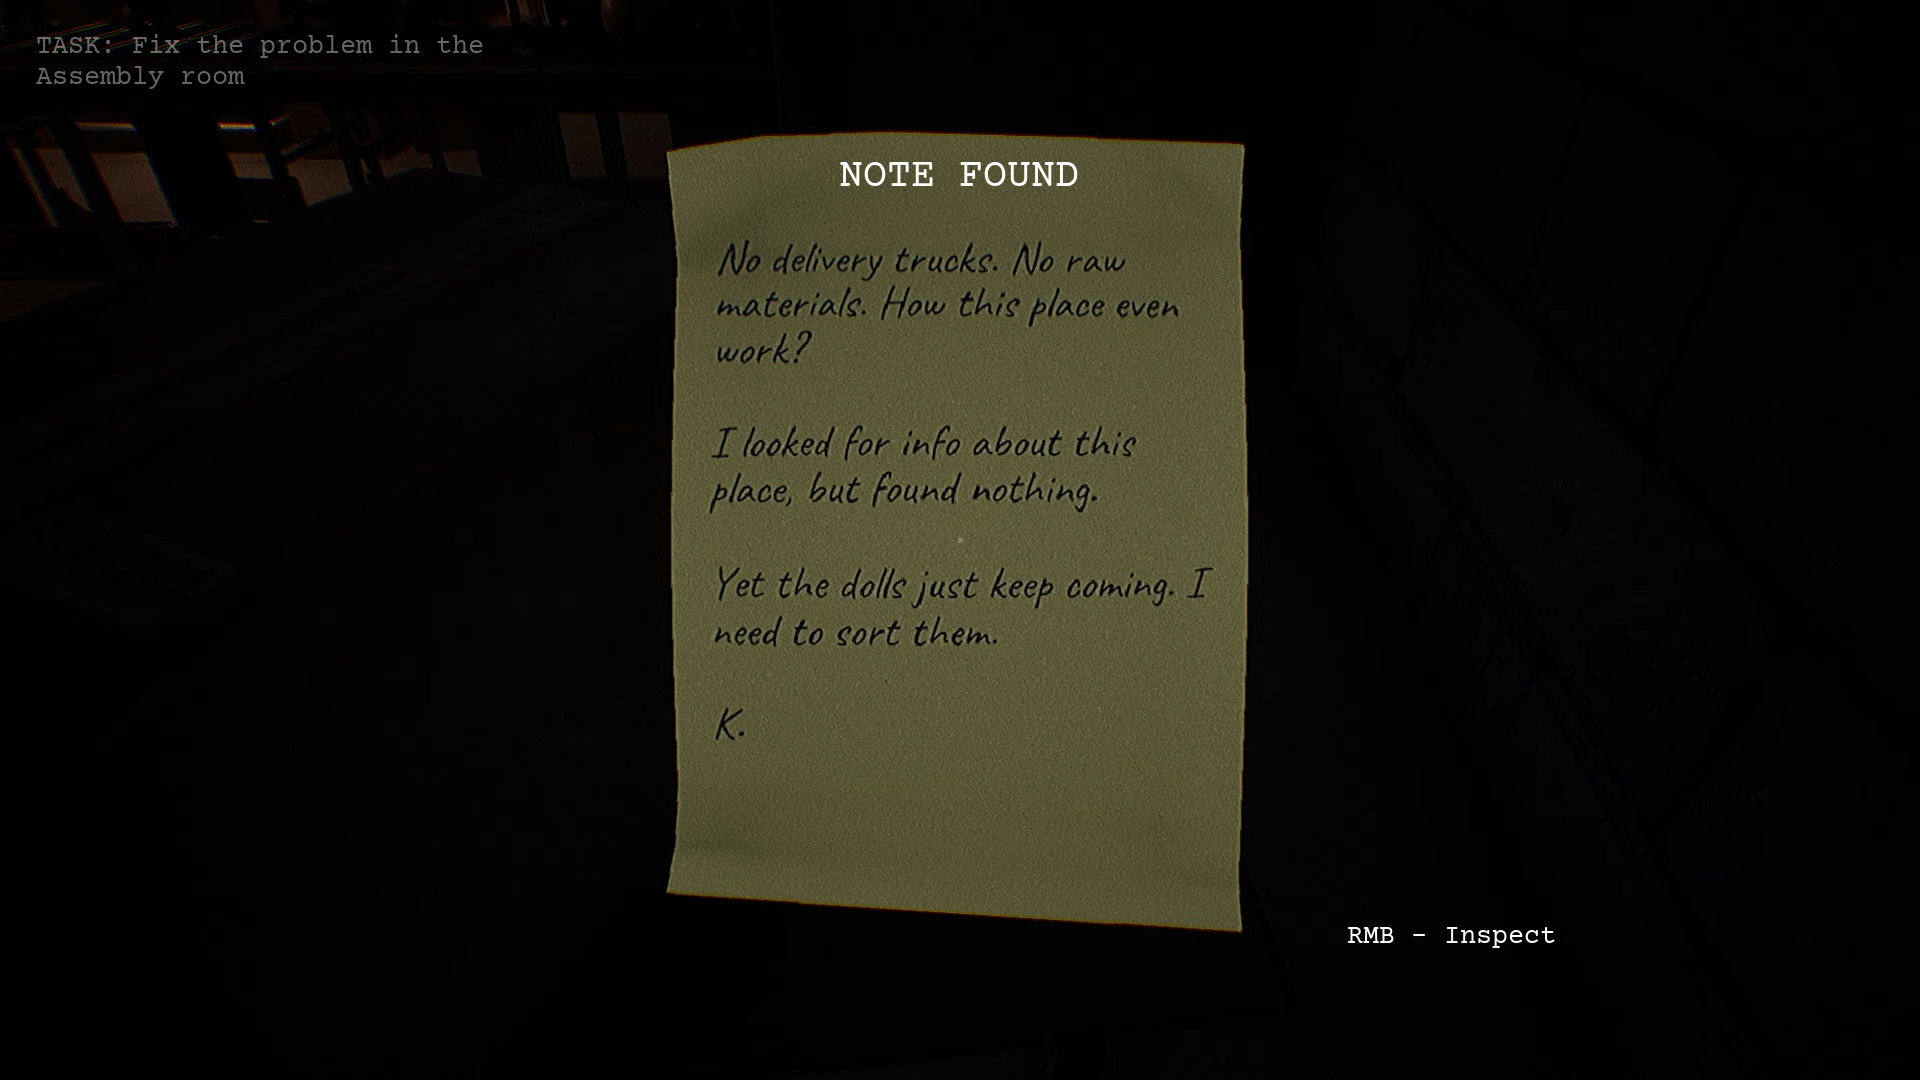 TASK: Fix the problem in the
Assembly room
NOTE FOUND
No delivery trucks. No raw
materials. How this place even
work?
I looked for info about this
place, but found nothing.
Yet the dolls just keep coming. I
need to sort them.
K.
RMB - Inspect